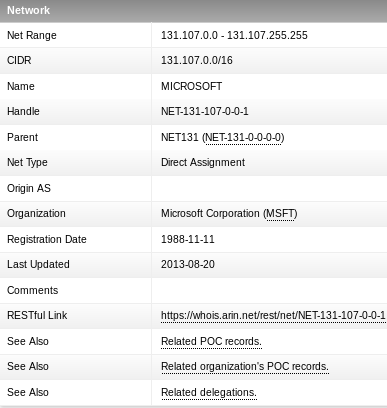 Network
Net Range 131.107.0.0 - 131.107.255.255
CIDR 131.107.0.0/16
Name MICROSOFT
Handle NET-131-107-0-0-1
Parent NET131 (NET-131-0-0-0-0)
Net Type Direct Assignment
Origin AS
Organization Microsoft Corporation (MSFT)
Registration Date 1988-11-11
Last Updated 2013-08-20
Comments
RESTful Link https://whois.arin.net/rest/net/NET-131-107-0-0-1
See Also Related POC records.
See Also Related organization's POC records.
See Also Related delegations.